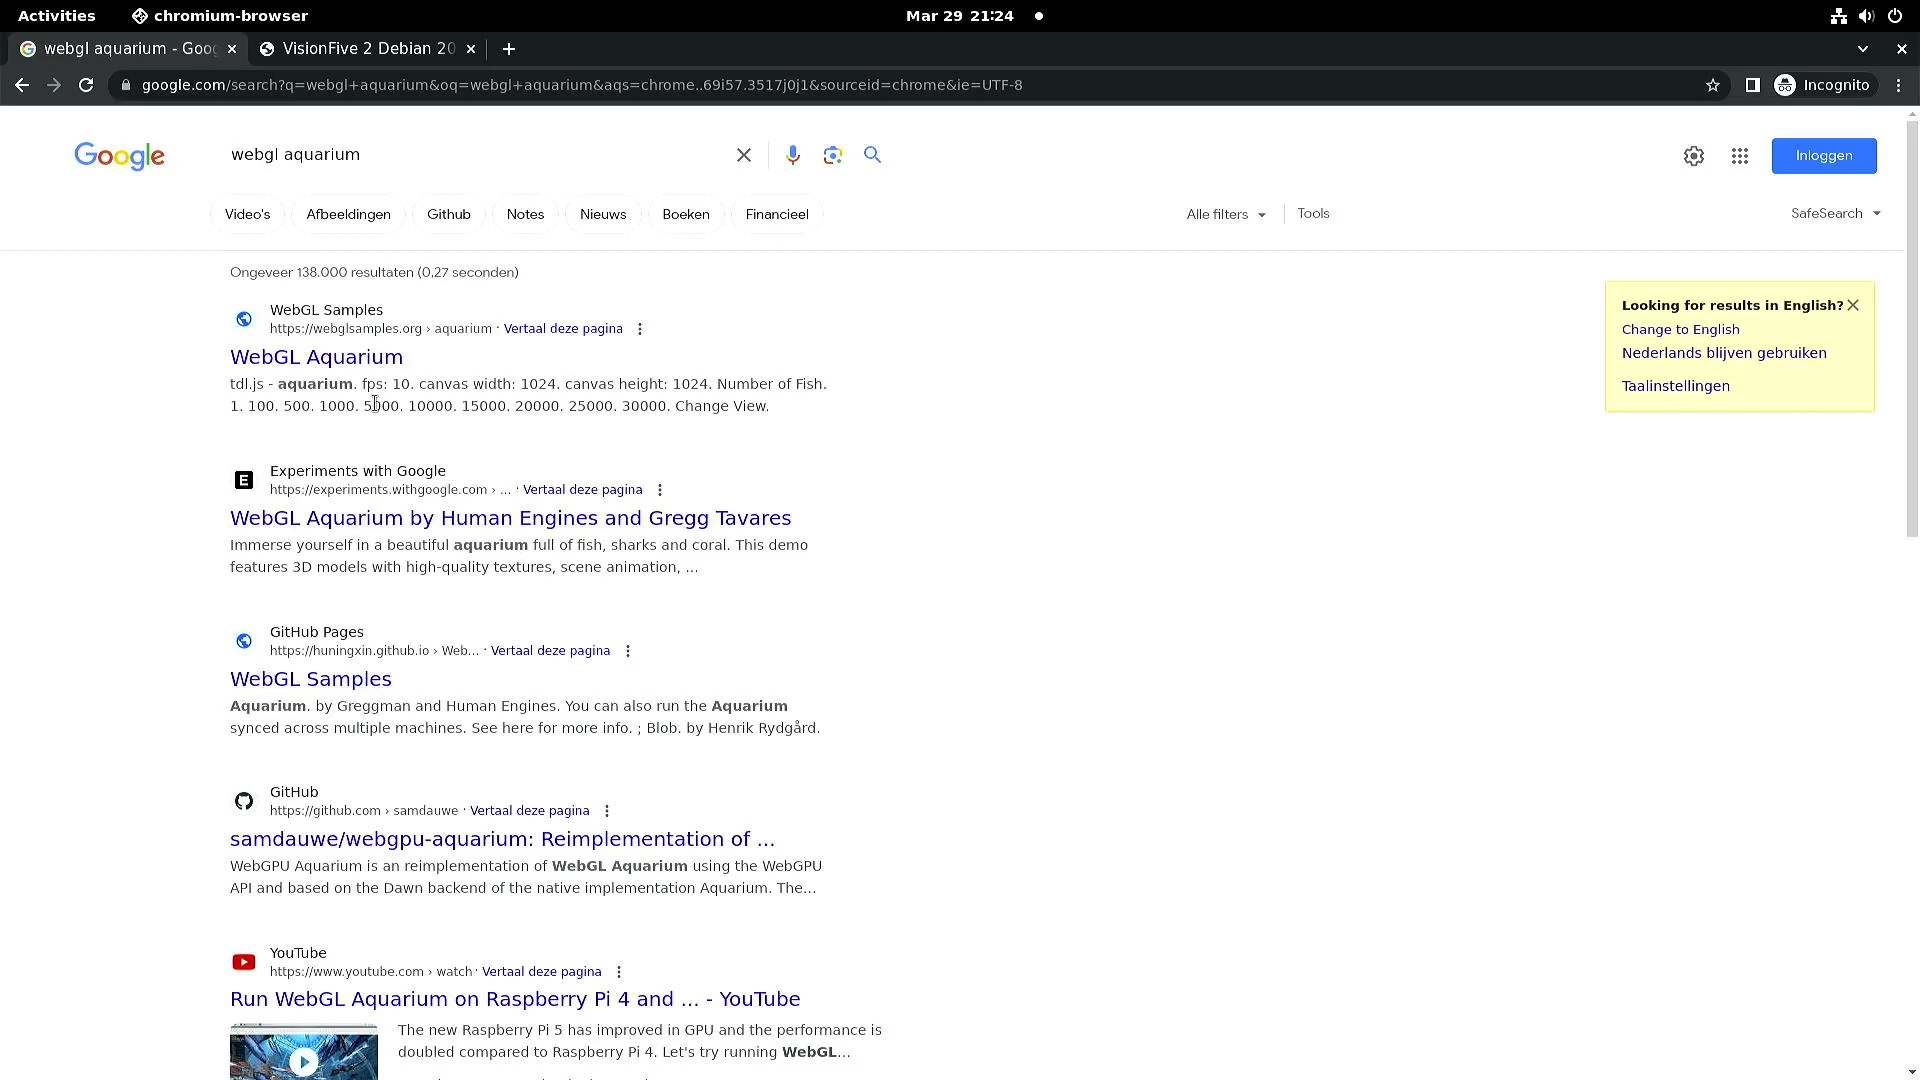 Activities
chromium-browser
Mar 29 21:24
webgl aquarium - Goog
VisionFive 2 Debian 20
google.com/search?q=webgl+aquarium&oq=webgl+aquarium&aqs=chrome..69i57.3517j0j1&sourceid=chrome&ie=UTF-8
Incognito
Google
webgl aquarium
Inloggen
Video's
Afbeeldingen
Github
Notes
Nieuws
Boeken
Financieel
Alle filters
Tools
SafeSearch
Ongeveer 138.000 resultaten (0,27 seconden)
WebGL Samples
https://webglsamples.org › aquarium · Vertaal deze pagina
WebGL Aquarium
tdl.js - aquarium. fps: 10. canvas width: 1024. canvas height: 1024. Number of Fish.
1. 100. 500. 1000. 5000. 10000. 15000. 20000. 25000. 30000. Change View.
Looking for results in English?
Change to English
Nederlands blijven gebruiken
Taalinstellingen
E
Experiments with Google
https://experiments.withgoogle.com › ... · Vertaal deze pagina
WebGL Aquarium by Human Engines and Gregg Tavares
Immerse yourself in a beautiful aquarium full of fish, sharks and coral. This demo
features 3D models with high-quality textures, scene animation, ...
GitHub Pages
https://huningxin.github.io › Web... · Vertaal deze pagina
WebGL Samples
Aquarium. by Greggman and Human Engines. You can also run the Aquarium
synced across multiple machines. See here for more info. ; Blob. by Henrik Rydgård.
GitHub
https://github.com › samdauwe · Vertaal deze pagina
samdauwe/webgpu-aquarium: Reimplementation of ...
WebGPU Aquarium is an reimplementation of WebGL Aquarium using the WebGPU
API and based on the Dawn backend of the native implementation Aquarium. The...
YouTube
https://www.youtube.com › watch · Vertaal deze pagina
Run WebGL Aquarium on Raspberry Pi 4 and ... - YouTube
The new Raspberry Pi 5 has improved in GPU and the performance is
doubled compared to Raspberry Pi 4. Let's try running WebGL...